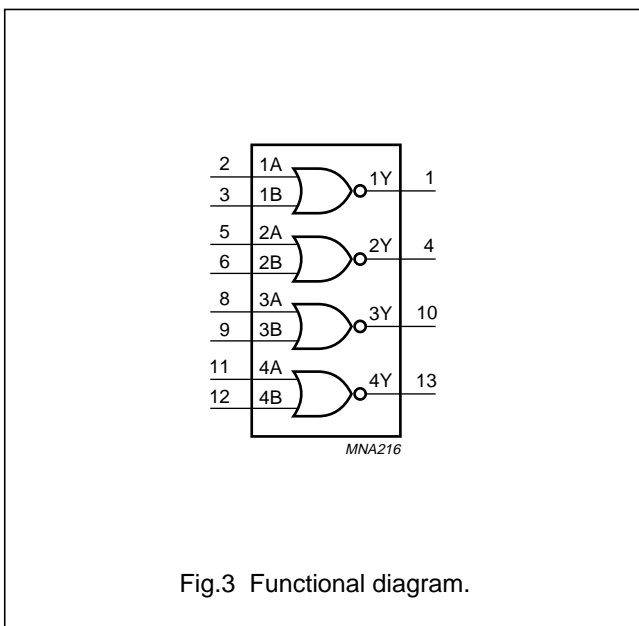 2 1A 1Y 1
3 1B
5 2A 2Y 4
6 2B
8 3A 3Y 10
9 3B
11 4A 4Y 13
12 4B
MNA216
Fig.3 Functional diagram.